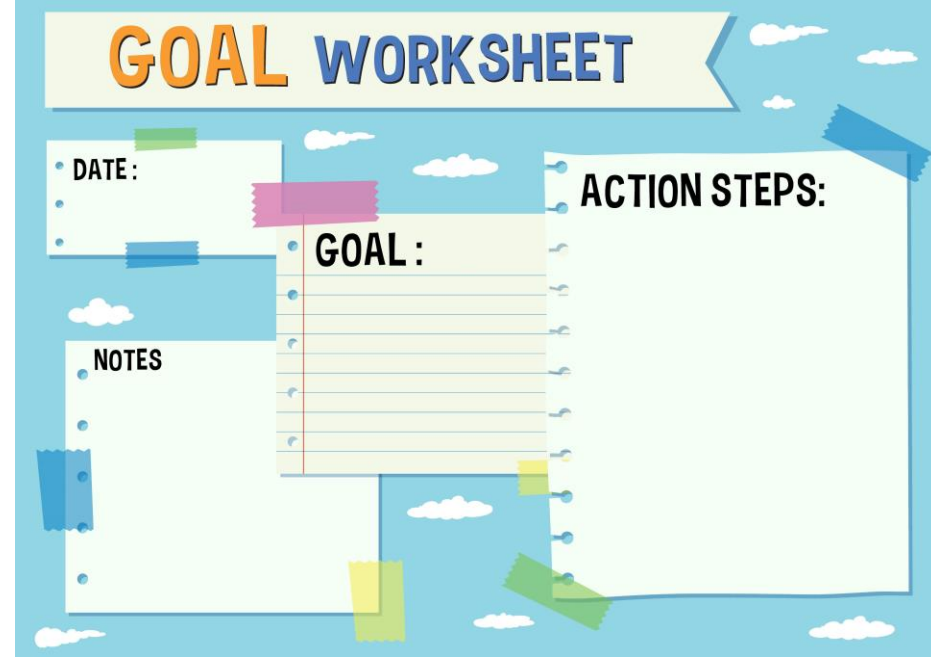 GOAL WORKSHEET
DATE :
GOAL :
ACTION STEPS:
NOTES